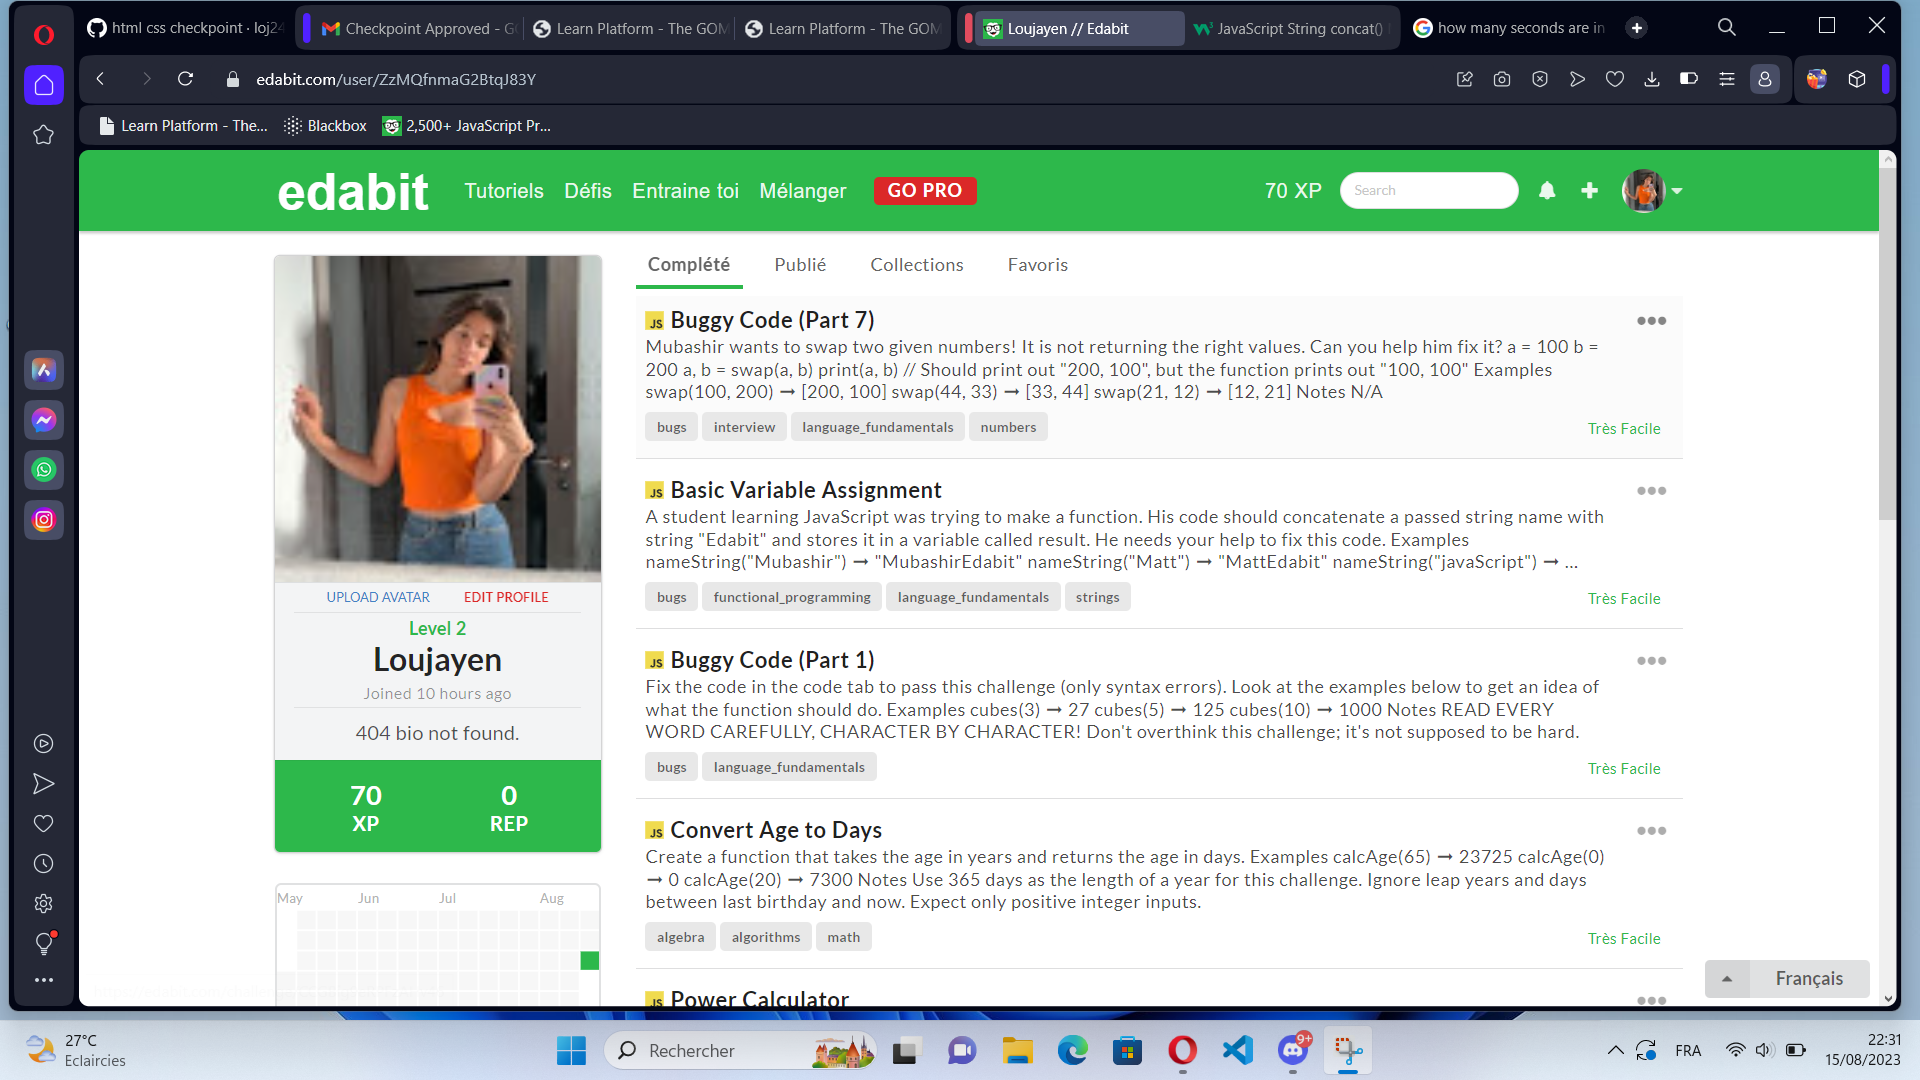 html css checkpoint · loj24
Checkpoint Approved - G
Learn Platform - The GOM
Learn Platform - The GOM
Loujayen // Edabit
JavaScript String concat()
how many seconds are in
edabit.com/user/ZzMQfnmaG2BtqJ83Y
Learn Platform - The...
Blackbox
2,500+ JavaScript Pr...
edabit
Tutoriels
Défis
Entraine toi
Mélanger
GO PRO
70 XP
Search
Complété
Publié
Collections
Favoris
JS Buggy Code (Part 7)
Mubashir wants to swap two given numbers! It is not returning the right values. Can you help him fix it? a = 100 b =
200 a, b = swap(a, b) print(a, b) // Should print out "200, 100", but the function prints out "100, 100" Examples
swap(100, 200) → [200, 100] swap(44, 33) → [33, 44] swap(21, 12) → [12, 21] Notes N/A
bugs
interview
language_fundamentals
numbers
Très Facile
JS Basic Variable Assignment
A student learning JavaScript was trying to make a function. His code should concatenate a passed string name with
string "Edabit" and stores it in a variable called result. He needs your help to fix this code. Examples
nameString("Mubashir") → "MubashirEdabit" nameString("Matt") → "MattEdabit" nameString("javaScript") → ...
bugs
functional_programming
language_fundamentals
strings
Très Facile
JS Buggy Code (Part 1)
Fix the code in the code tab to pass this challenge (only syntax errors). Look at the examples below to get an idea of
what the function should do. Examples cubes(3) → 27 cubes(5) → 125 cubes(10) → 1000 Notes READ EVERY
WORD CAREFULLY, CHARACTER BY CHARACTER! Don't overthink this challenge; it's not supposed to be hard.
bugs
language_fundamentals
Très Facile
JS Convert Age to Days
Create a function that takes the age in years and returns the age in days. Examples calcAge(65) → 23725 calcAge(0)
→ 0 calcAge(20) → 7300 Notes Use 365 days as the length of a year for this challenge. Ignore leap years and days
between last birthday and now. Expect only positive integer inputs.
algebra
algorithms
math
Très Facile
JS Power Calculator
UPLOAD AVATAR
EDIT PROFILE
Level 2
Loujayen
Joined 10 hours ago
404 bio not found.
70
XP
0
REP
May
Jun
Jul
Aug
Français
27°C
Eclaircies
Rechercher
9+
FRA
22:31
15/08/2023